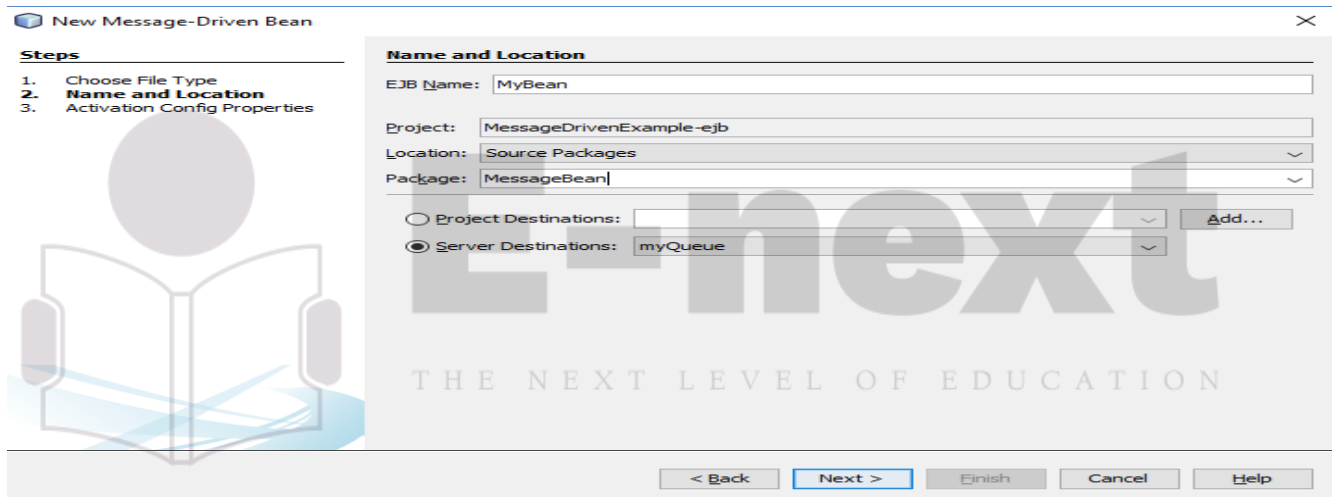 New Message-Driven Bean
Steps
1. Choose File Type
2. Name and Location
3. Activation Config Properties
Name and Location
EJB Name: MyBean
Project: MessageDrivenExample-ejb
Location: Source Packages
Package: MessageBean
Project Destinations: Add...
Server Destinations: myQueue
E-next
THE NEXT LEVEL OF EDUCATION
< Back Next > Finish Cancel Help